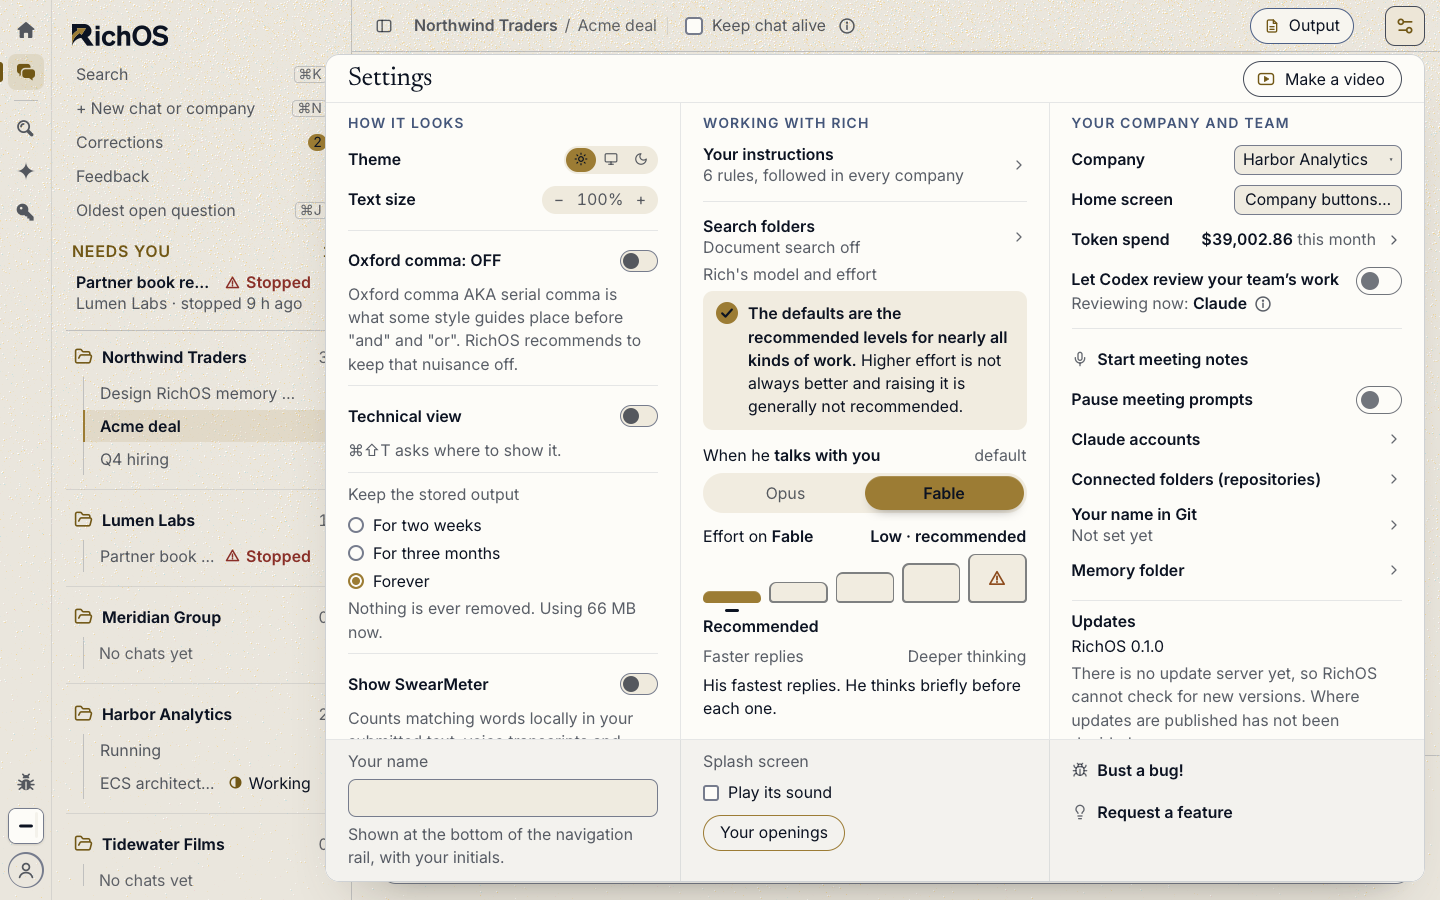 RichOS
Search ⌘K
+ New chat or company ⌘N
Corrections 2
Feedback
Oldest open question ⌘J
NEEDS YOU
Partner book re... Stopped
Lumen Labs · stopped 9 h ago
Northwind Traders
Design RichOS memory ...
Acme deal
Q4 hiring
Lumen Labs
Partner book ... Stopped
Meridian Group
No chats yet
Harbor Analytics
Running
ECS architect... Working
Tidewater Films
No chats yet
Northwind Traders / Acme deal
Keep chat alive
Output
Settings
Make a video
HOW IT LOOKS
Theme
Text size − 100% +
Oxford comma: OFF
Oxford comma AKA serial comma is
what some style guides place before
"and" and "or". RichOS recommends to
keep that nuisance off.
Technical view
⌘⇧T asks where to show it.
Keep the stored output
For two weeks
For three months
Forever
Nothing is ever removed. Using 66 MB
now.
Show SwearMeter
Counts matching words locally in your
Your name
Shown at the bottom of the navigation
rail, with your initials.
WORKING WITH RICH
Your instructions
6 rules, followed in every company
Search folders
Document search off
Rich's model and effort
The defaults are the
recommended levels for nearly all
kinds of work. Higher effort is not
always better and raising it is
generally not recommended.
When he talks with you default
Opus Fable
Effort on Fable Low · recommended
Recommended
Faster replies Deeper thinking
His fastest replies. He thinks briefly before
each one.
Splash screen
Play its sound
Your openings
YOUR COMPANY AND TEAM
Company Harbor Analytics
Home screen Company buttons...
Token spend $39,002.86 this month
Let Codex review your team’s work
Reviewing now: Claude
Start meeting notes
Pause meeting prompts
Claude accounts
Connected folders (repositories)
Your name in Git
Not set yet
Memory folder
Updates
RichOS 0.1.0
There is no update server yet, so RichOS
cannot check for new versions. Where
updates are published has not been
Bust a bug!
Request a feature